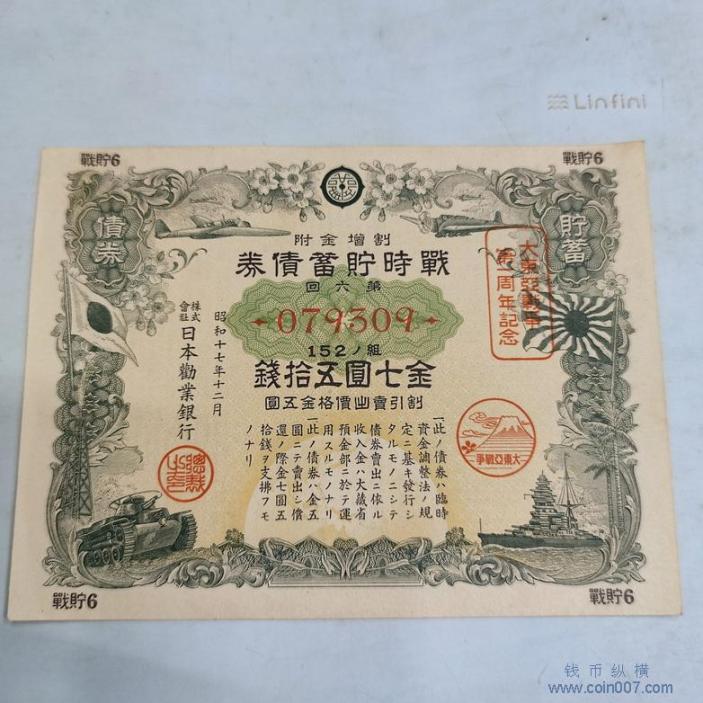 Linfini
戰貯6
戰貯6
債券
貯蓄
割增金附
戰時貯蓄債券
第六回
079309
152ノ組
金七圓五拾錢
割引賣出價格金五圓
大東亞戰爭
第一周年記念
昭和十七年十二月
株式會社日本勸業銀行
總裁之印
一此ノ債券ハ臨時
資金調整法ノ規
定ニ基キ發行シ
タルモノニシテ
債券賣出ニ依ル
收入金ハ大藏省
預金部ニ於テ運
用スルモノナリ
一此ノ債券ハ金五
圓ニテ賣出シ償
還ノ際金七圓五
拾錢ヲ支拂フモ
ノナリ
大東亞戰爭
戰貯6
戰貯6
钱币纵横
www.coin007.com